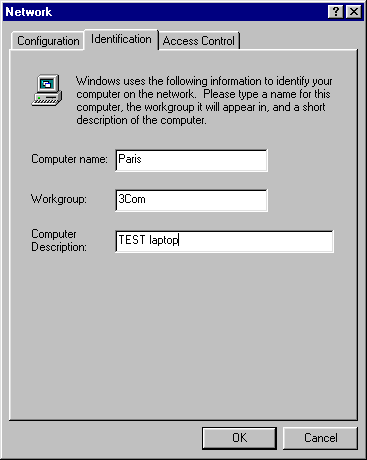 Network
Configuration Identification Access Control
Windows uses the following information to identify your
computer on the network. Please type a name for this
computer, the workgroup it will appear in, and a short
description of the computer.
Computer name: Paris
Workgroup: 3Com
Computer
Description: TEST laptop
OK Cancel